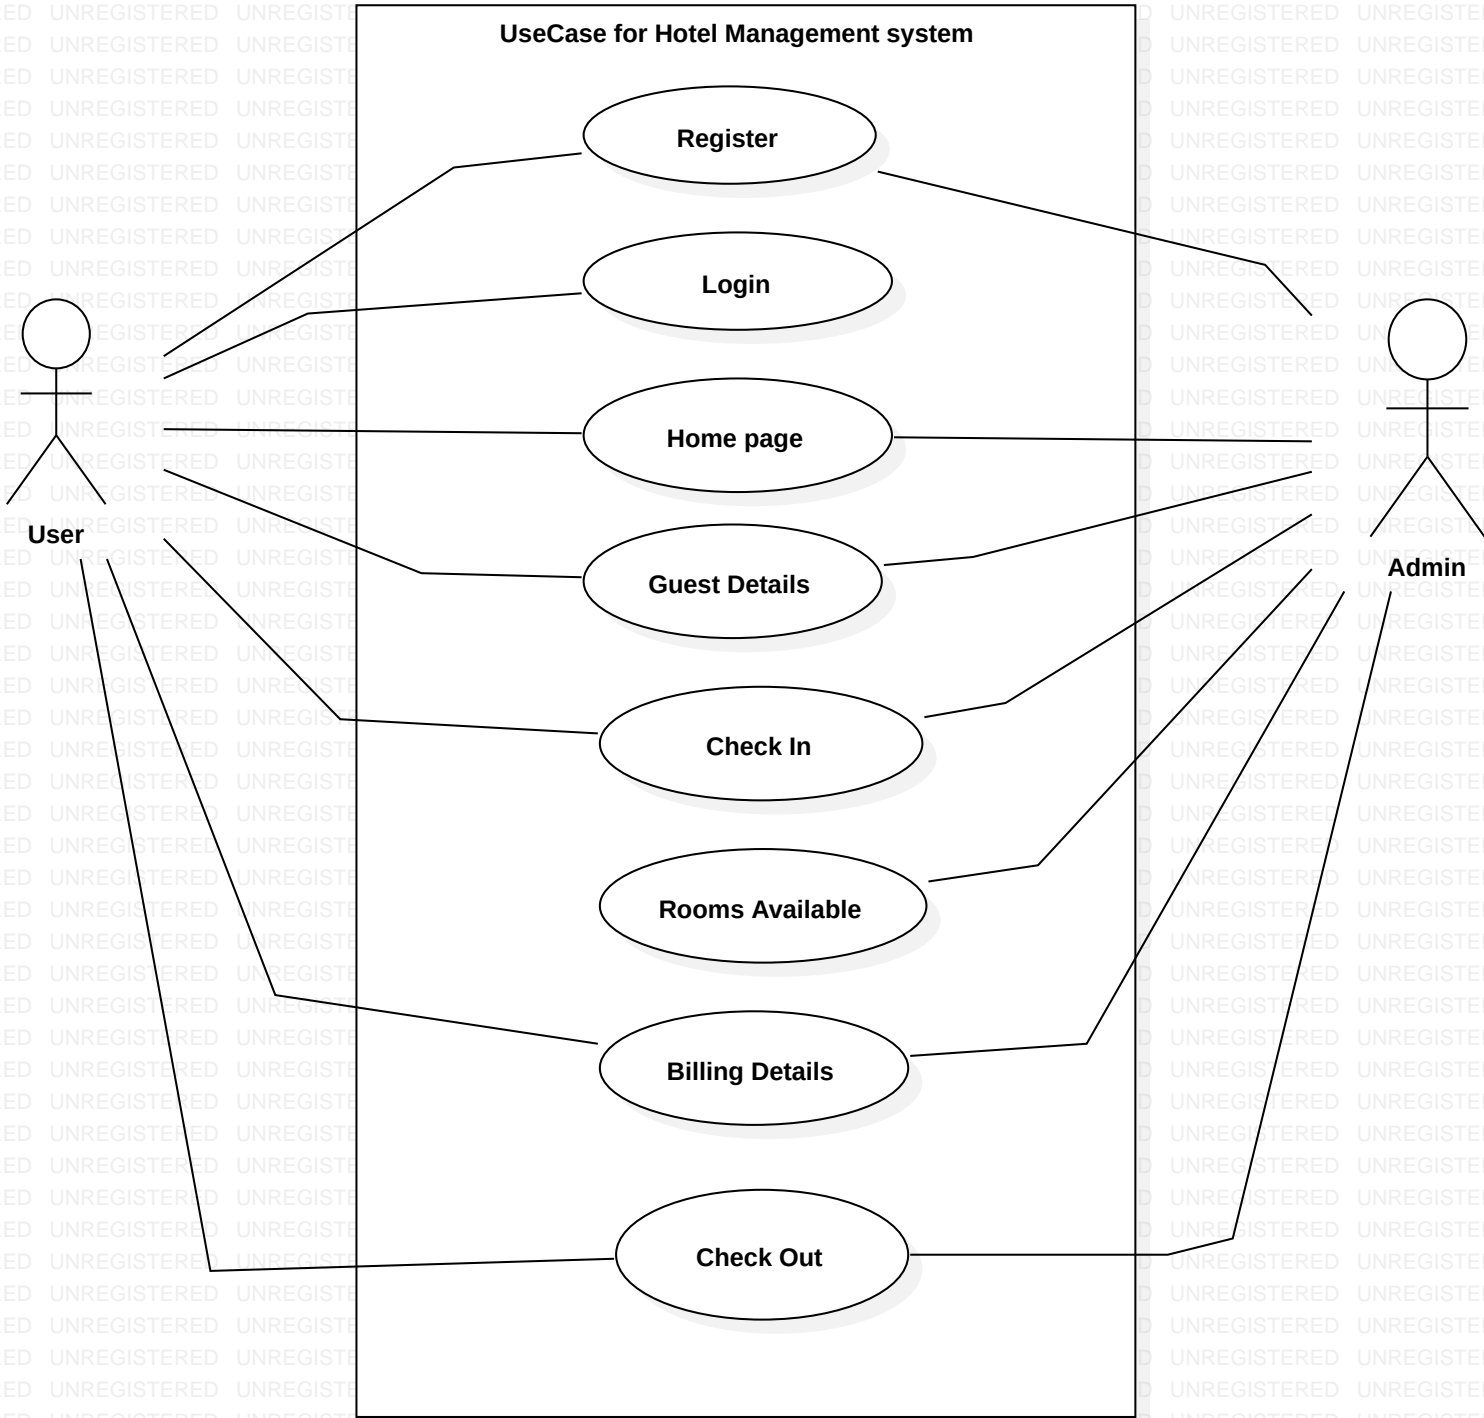 UseCase for Hotel Management system
Register
Login
Home page
Guest Details
User
Admin
Check In
Rooms Available
Billing Details
Check Out
UNREGISTERED